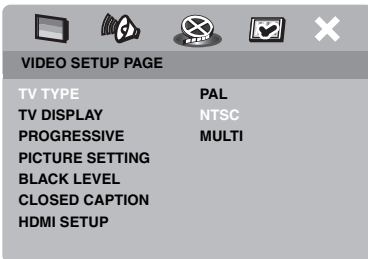 VIDEO SETUP PAGE
TV TYPE PAL
TV DISPLAY NTSC
PROGRESSIVE MULTI
PICTURE SETTING
BLACK LEVEL
CLOSED CAPTION
HDMI SETUP